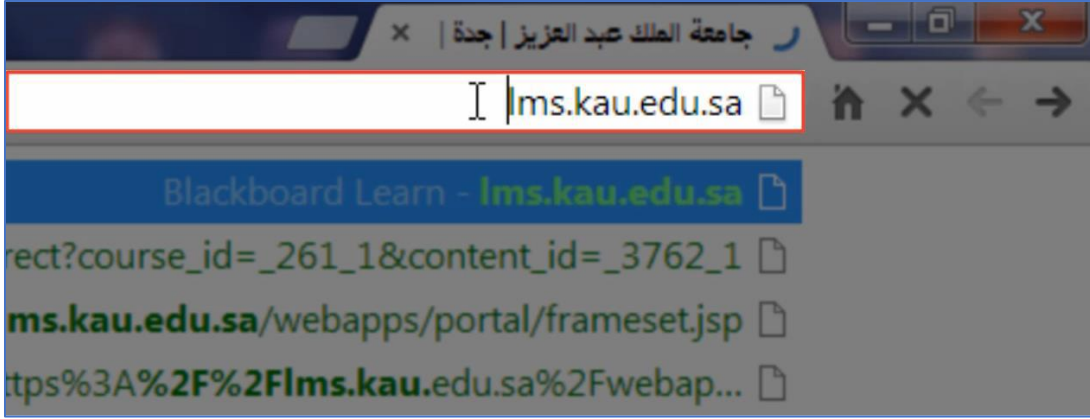 جامعة الملك عبد العزيز | جدة |
lms.kau.edu.sa
Blackboard Learn - lms.kau.edu.sa
rect?course_id=_261_1&content_id=_3762_1
ms.kau.edu.sa/webapps/portal/frameset.jsp
ttps%3A%2F%2Flms.kau.edu.sa%2Fwebap...